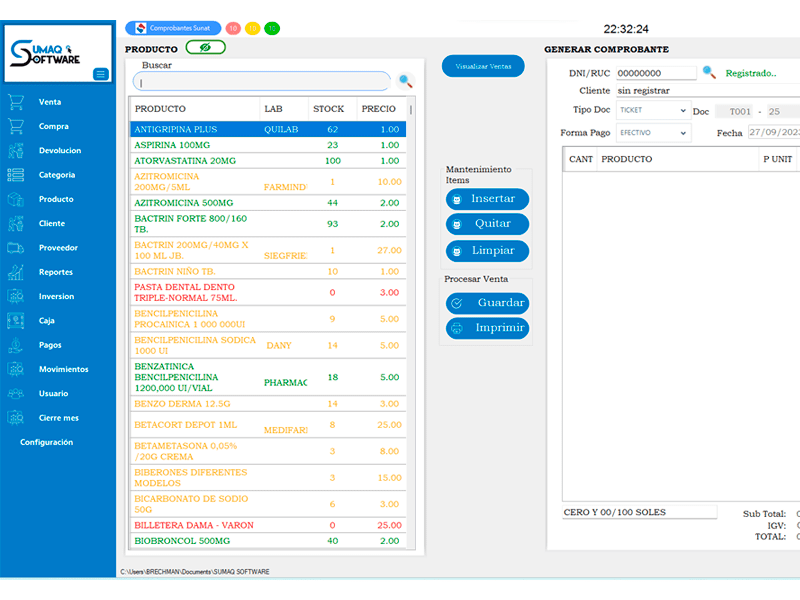 SUMAQ
SOFTWARE
Venta
Compra
Devolucion
Categoria
Producto
Cliente
Proveedor
Reportes
Inversion
Caja
Pagos
Movimientos
Usuario
Cierre mes
Configuración
Comprobantes Sunat
PRODUCTO
Buscar
PRODUCTO LAB STOCK PRECIO
ANTIGRIPINA PLUS QUILAB 62 1.00
ASPIRINA 100MG 23 1.00
ATORVASTATINA 20MG 100 1.00
AZITROMICINA
200MG/5ML FARMIND 1 10.00
AZITROMICINA 500MG 44 2.00
BACTRIN FORTE 800/160
TB. 93 2.00
BACTRIN 200MG/40MG X
100 ML JB. SIEGFRIE 1 27.00
BACTRIN NIÑO TB. 10 1.00
PASTA DENTAL DENTO
TRIPLE-NORMAL 75ML. 0 3.00
BENCILPENICILINA
PROCAINICA 1 000 000UI 9 5.00
BENCILPENICILINA SODICA
1000 UI DANY 14 5.00
BENZATINICA
BENCILPENICILINA
1200,000 UI/VIAL PHARMAC 18 5.00
BENZO DERMA 12.5G 14 3.00
BETACORT DEPOT 1ML MEDIFARI 8 25.00
BETAMETASONA 0,05%
/20G CREMA 3 8.00
BIBERONES DIFERENTES
MODELOS 3 15.00
BICARBONATO DE SODIO
50G 6 3.00
BILLETERA DAMA - VARON 0 25.00
BIOBRONCOL 500MG 40 2.00
C:\Users\BRECHMAN\Documents\SUMAQ SOFTWARE
Visualizar Ventas
Mantenimiento
Items
Insertar
Quitar
Limpiar
Procesar Venta
Guardar
Imprimir
22:32:24
GENERAR COMPROBANTE
DNI/RUC 00000000 Registrado..
Cliente sin registrar
Tipo Doc TICKET Doc T001 - 25
Forma Pago EFECTIVO Fecha 27/09/2023
CANT PRODUCTO P UNIT
CERO Y 00/100 SOLES
Sub Total:
IGV:
TOTAL: